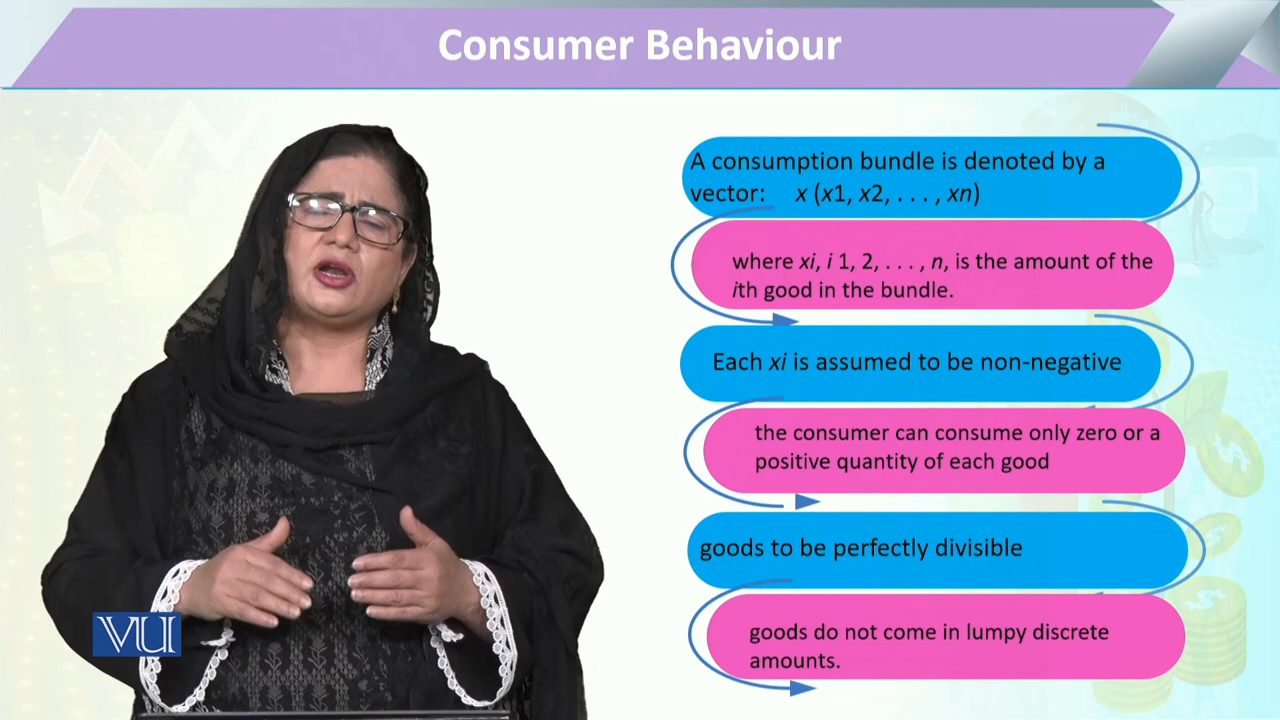 Consumer Behaviour
A consumption bundle is denoted by a
vector: x (x1, x2, . . . , xn)
where xi, i 1, 2, . . . , n, is the amount of the
ith good in the bundle.
Each xi is assumed to be non-negative
the consumer can consume only zero or a
positive quantity of each good
goods to be perfectly divisible
goods do not come in lumpy discrete
amounts.
VU